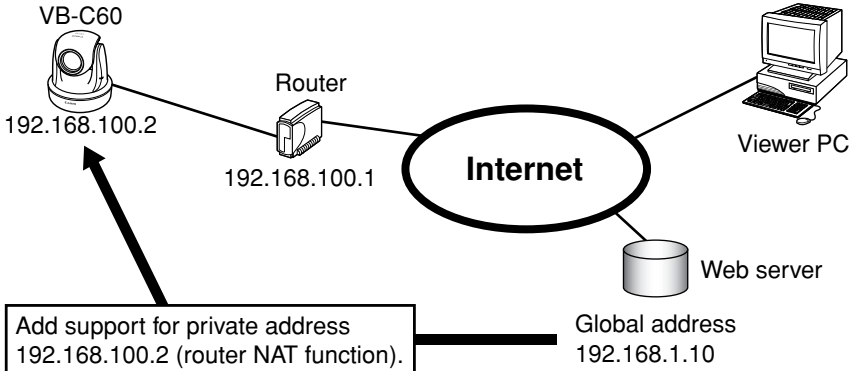 VB-C60
192.168.100.2
Router
192.168.100.1
Internet
Viewer PC
Web server
Global address
192.168.1.10
Add support for private address
192.168.100.2 (router NAT function).